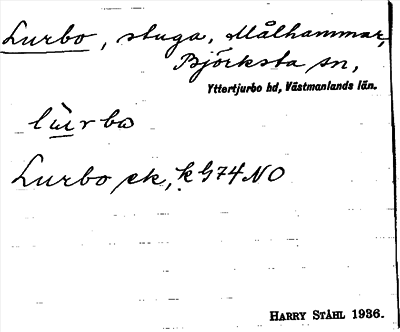 Lurbo, stuga, Målhammar,
Björksta sn,
Yttertjurbo hd, Västmanlands län.
lùrbo
Lurbo ek, k G74 NO
HARRY STÅHL 1936.